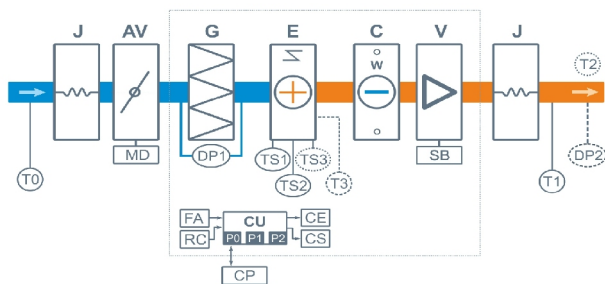 J AV G E C V J
W
T2
MD
DP1
TS1
TS3
TS2
T3
SB
T0
T1
DP2
FA
CU
CE
RC
P0 P1 P2
CS
CP